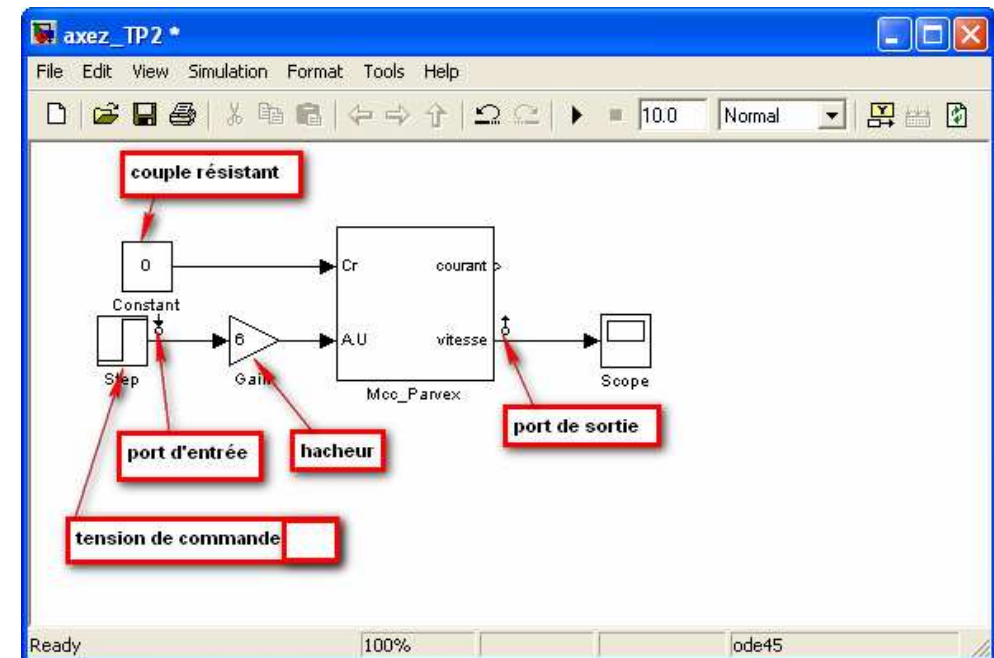 axez_TP2 *
File Edit View Simulation Format Tools Help
10.0 Normal
couple résistant
0
Constant
Cr courant
Step
6
Gain
A.U vitesse
Mcc_Parvex
Scope
port d'entrée
hacheur
port de sortie
tension de commande
Ready 100% ode45